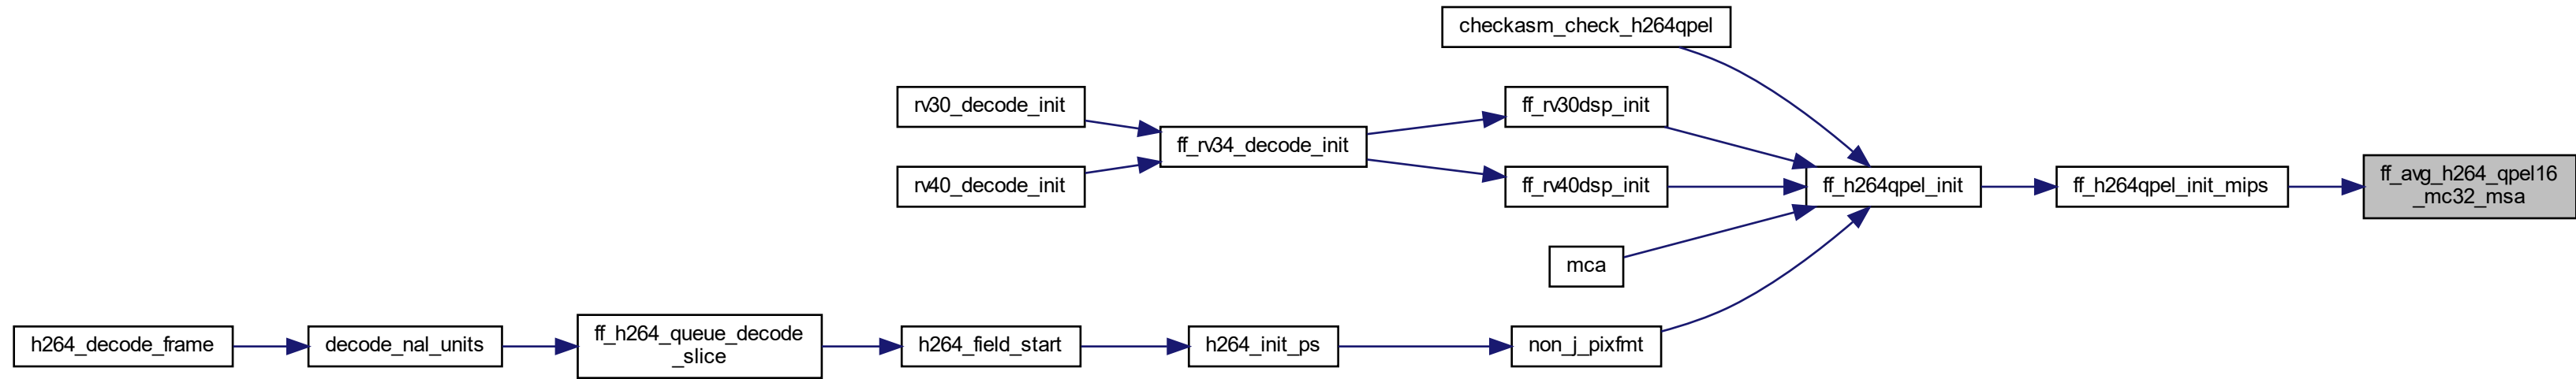 checkasm_check_h264qpel
rv30_decode_init
ff_rv30dsp_init
ff_rv34_decode_init
rv40_decode_init
ff_rv40dsp_init
ff_h264qpel_init
ff_h264qpel_init_mips
ff_avg_h264_qpel16
_mc32_msa
mca
h264_decode_frame
decode_nal_units
ff_h264_queue_decode
_slice
h264_field_start
h264_init_ps
non_j_pixfmt